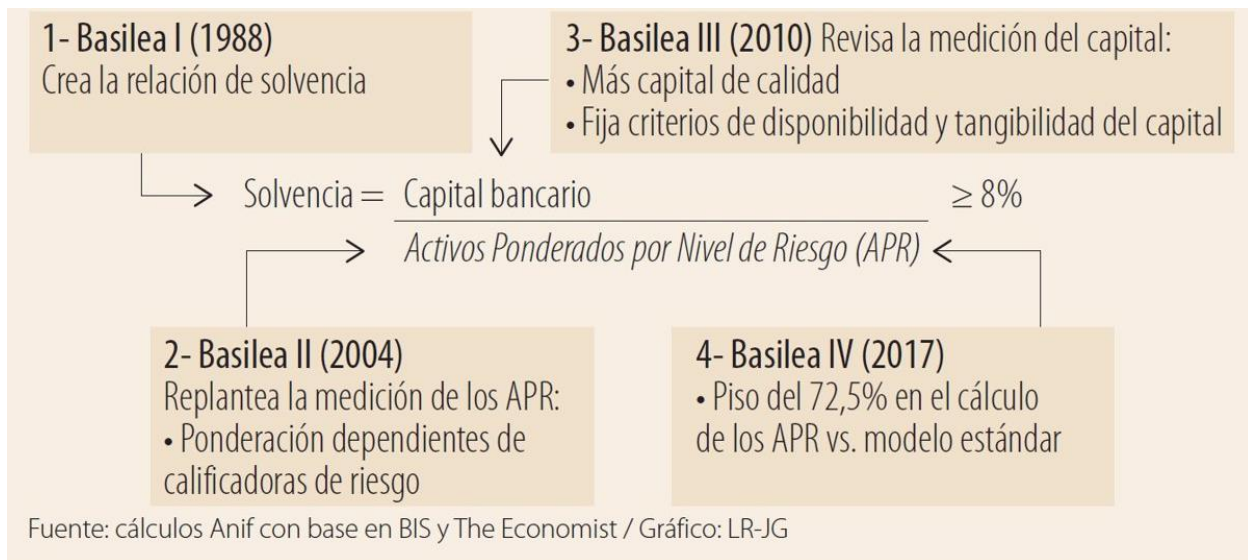 1- Basilea I (1988)
Crea la relación de solvencia
3- Basilea III (2010) Revisa la medición del capital:
• Más capital de calidad
• Fija criterios de disponibilidad y tangibilidad del capital
Solvencia = Capital bancario ≥ 8%
Activos Ponderados por Nivel de Riesgo (APR)
2- Basilea II (2004)
Replantea la medición de los APR:
• Ponderación dependientes de
calificadoras de riesgo
4- Basilea IV (2017)
• Piso del 72,5% en el cálculo
de los APR vs. modelo estándar
Fuente: cálculos Anif con base en BIS y The Economist / Gráfico: LR-JG